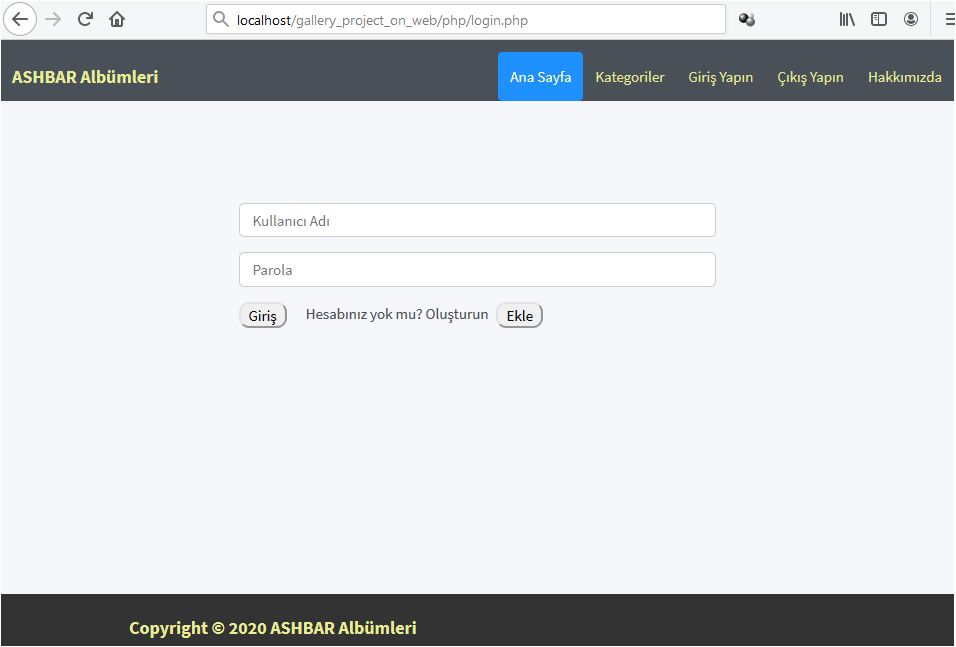 localhost/gallery_project_on_web/php/login.php
ASHBAR Albümleri Ana Sayfa Kategoriler Giriş Yapın Çıkış Yapın Hakkımızda
Kullanıcı Adı
Parola
Giriş Hesabınız yok mu? Oluşturun Ekle
Copyright © 2020 ASHBAR Albümleri